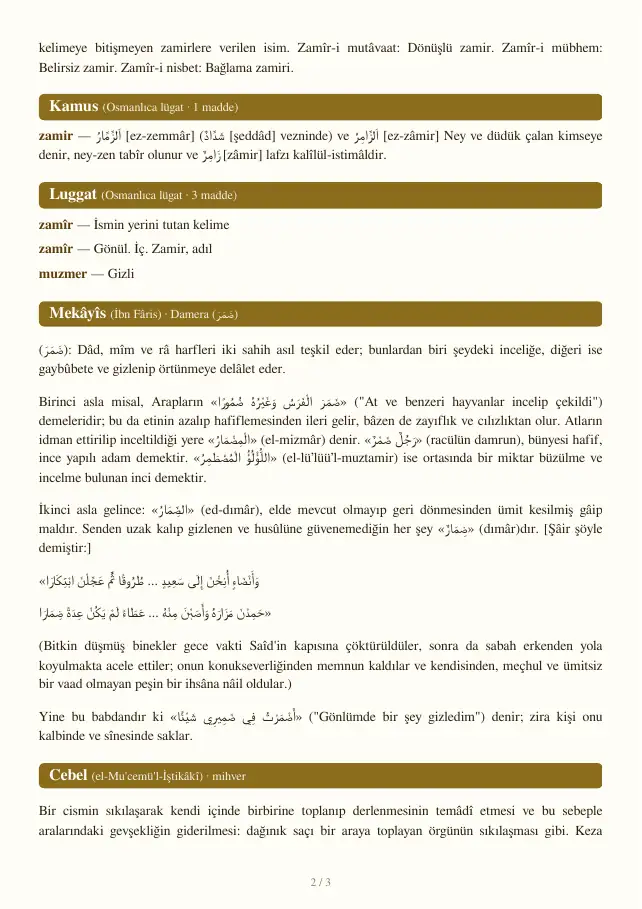 kelimeye bitişmeyen zamirlere verilen isim. Zamîr-i mutâvaat: Dönüşlü zamir. Zamîr-i mübhem:
Belirsiz zamir. Zamîr-i nisbet: Bağlama zamiri.
Kamus (Osmanlıca lügat · 1 madde)
zamir — اَلزَّمَّارُ [ez-zemmâr] (شَدَّادٌ [şeddâd] vezninde) ve اَلزَّامِرُ [ez-zâmir] Ney ve düdük çalan kimseye
denir, ney-zen tabîr olunur ve زَامِرٌ [zâmir] lafzı kalîlül-istimâldir.
Luggat (Osmanlıca lügat · 3 madde)
zamîr — İsmin yerini tutan kelime
zamîr — Gönül. İç. Zamir, adıl
muzmer — Gizli
Mekâyîs (İbn Fâris) · Damera (ضَمَرَ)
(ضَمَرَ): Dâd, mîm ve râ harfleri iki sahih asıl teşkil eder; bunlardan biri şeydeki inceliğe, diğeri ise
gaybûbete ve gizlenip örtünmeye delâlet eder.
Birinci asla misal, Arapların «ضَمَرَ الْفَرَسُ وَغَيْرُهُ ضُمُورًا» ("At ve benzeri hayvanlar incelip çekildi")
demeleridir; bu da etinin azalıp hafiflemesinden ileri gelir, bâzen de zayıflık ve cılızlıktan olur. Atların
idman ettirilip inceltildiği yere «الْمِضْمَارُ» (el-mizmâr) denir. «رَجُلٌ ضَمْرٌ» (racülün damrun), bünyesi hafif,
ince yapılı adam demektir. «اللُّؤْلُؤُ الْمُضْطَمِرُ» (el-lü'lüü'l-muztamir) ise ortasında bir miktar büzülme ve
incelme bulunan inci demektir.
İkinci asla gelince: «الضِّمَارُ» (ed-dımâr), elde mevcut olmayıp geri dönmesinden ümit kesilmiş gâip
maldır. Senden uzak kalıp gizlenen ve husûlüne güvenemediğin her şey «ضِمَارٌ» (dımâr)dır. [Şâir şöyle
demiştir:]
«وَأَنْضَاءٍ أُنِخْنَ إِلَى سَعِيدٍ ... طُرُوقًا ثُمَّ عَجَّلْنَ ابْتِكَارَا
حَمِدْنَ مَزَارَهُ وَأَصَبْنَ مِنْهُ ... عَطَاءً لَمْ يَكُنْ عِدَةً ضِمَارَا»
(Bitkin düşmüş binekler gece vakti Saîd'in kapısına çöktürüldüler, sonra da sabah erkenden yola
koyulmakta acele ettiler; onun konukseverliğinden memnun kaldılar ve kendisinden, meçhul ve ümitsiz
bir vaad olmayan peşin bir ihsâna nâil oldular.)
Yine bu babdandır ki «أَضْمَرْتُ فِي ضَمِيرِي شَيْئًا» ("Gönlümde bir şey gizledim") denir; zira kişi onu
kalbinde ve sînesinde saklar.
Cebel (el-Mu'cemü'l-İştikâkî) · mihver
Bir cismin sıkılaşarak kendi içinde birbirine toplanıp derlenmesinin temâdî etmesi ve bu sebeple
aralarındaki gevşekliğin giderilmesi: dağınık saçı bir araya toplayan örgünün sıkılaşması gibi. Keza
2 / 3